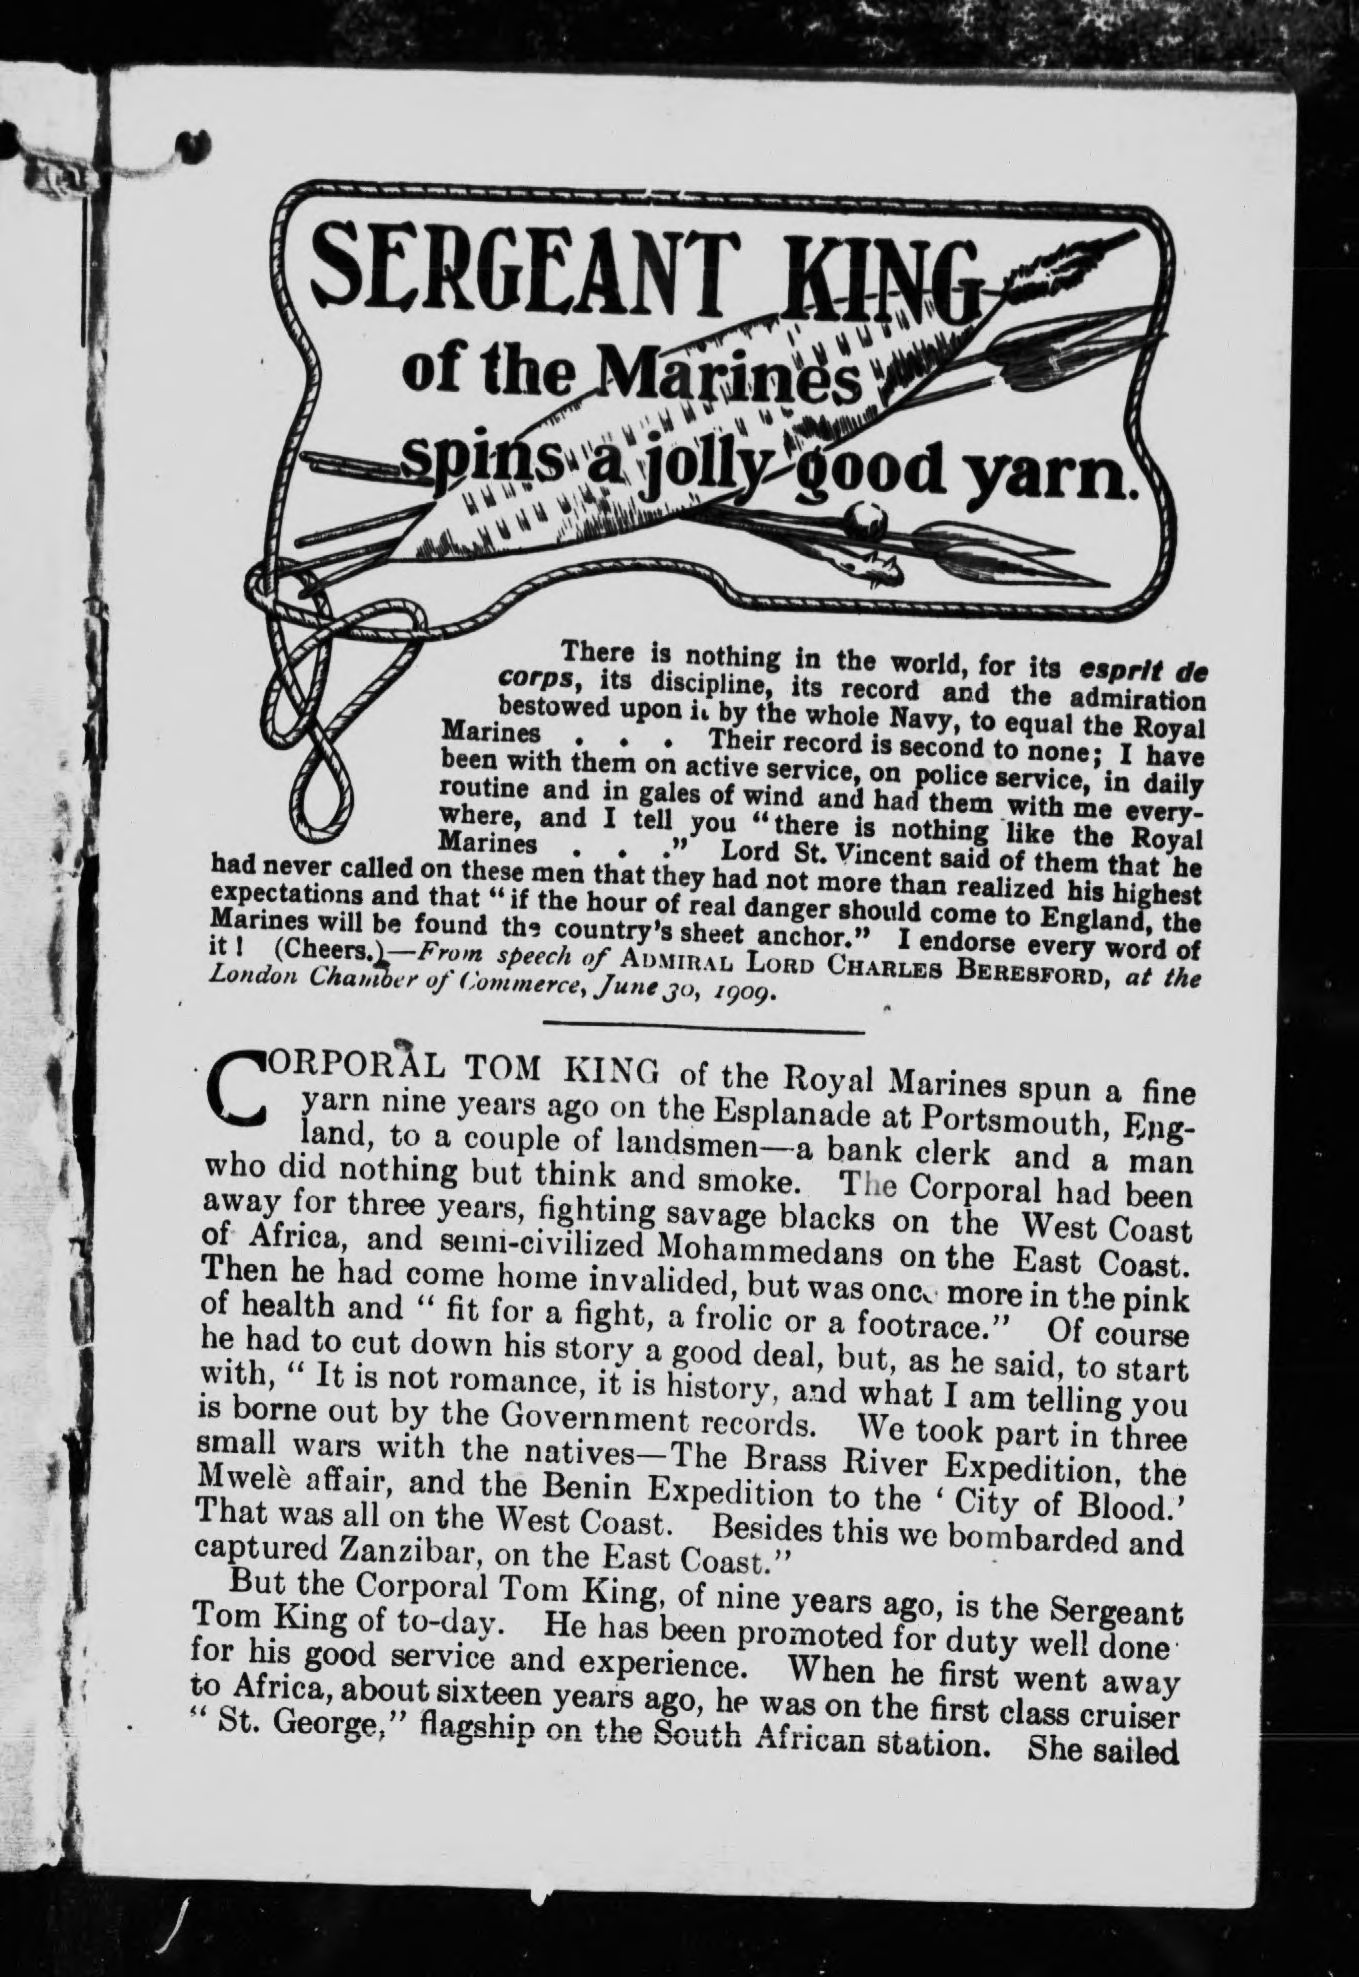 SERGEANT KING
of the Marines
spins a jolly good yarn.
There is nothing in the world, for its esprit de
corps, its discipline, its record and the admiration
bestowed upon it by the whole Navy, to equal the Royal
Marines . . . Their record is second to none; I have
been with them on active service, on police service, in daily
routine and in gales of wind and had them with me every-
where, and I tell you “there is nothing like the Royal
Marines . . .” Lord St. Vincent said of them that he
had never called on these men that they had not more than realized his highest
expectations and that “if the hour of real danger should come to England, the
Marines will be found the country’s sheet anchor.” I endorse every word of
it! (Cheers.)—From speech of ADMIRAL LORD CHARLES BERESFORD, at the
London Chamber of Commerce, June 30, 1909.
CORPORAL TOM KING of the Royal Marines spun a fine
yarn nine years ago on the Esplanade at Portsmouth, Eng-
land, to a couple of landsmen—a bank clerk and a man
who did nothing but think and smoke. The Corporal had been
away for three years, fighting savage blacks on the West Coast
of Africa, and semi-civilized Mohammedans on the East Coast.
Then he had come home invalided, but was once more in the pink
of health and “ fit for a fight, a frolic or a footrace.” Of course
he had to cut down his story a good deal, but, as he said, to start
with, “ It is not romance, it is history, and what I am telling you
is borne out by the Government records. We took part in three
small wars with the natives—The Brass River Expedition, the
Mwelè affair, and the Benin Expedition to the ‘ City of Blood.’
That was all on the West Coast. Besides this we bombarded and
captured Zanzibar, on the East Coast.”
But the Corporal Tom King, of nine years ago, is the Sergeant
Tom King of to-day. He has been promoted for duty well done
for his good service and experience. When he first went away
to Africa, about sixteen years ago, he was on the first class cruiser
“ St. George,” flagship on the South African station. She sailed